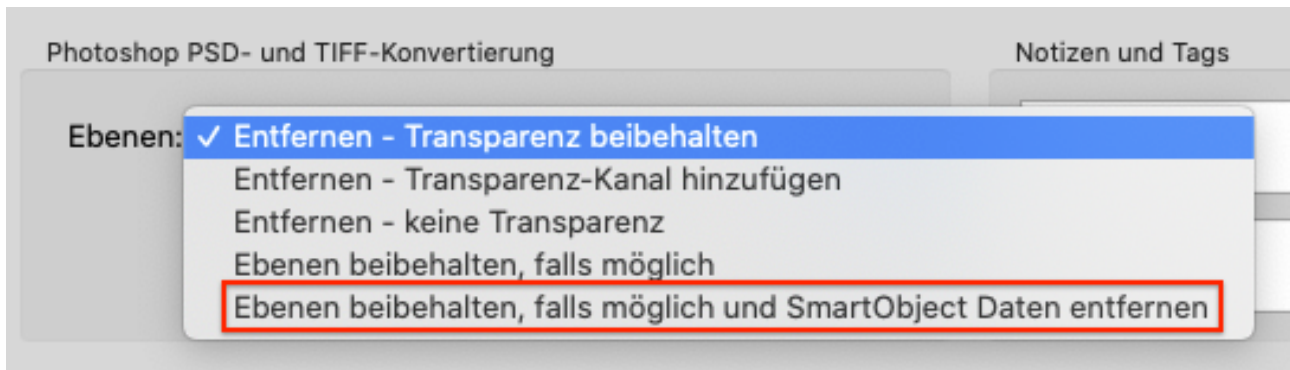 Photoshop PSD- und TIFF-Konvertierung
Notizen und Tags
Ebenen:
✓ Entfernen - Transparenz beibehalten
Entfernen - Transparenz-Kanal hinzufügen
Entfernen - keine Transparenz
Ebenen beibehalten, falls möglich
Ebenen beibehalten, falls möglich und SmartObject Daten entfernen